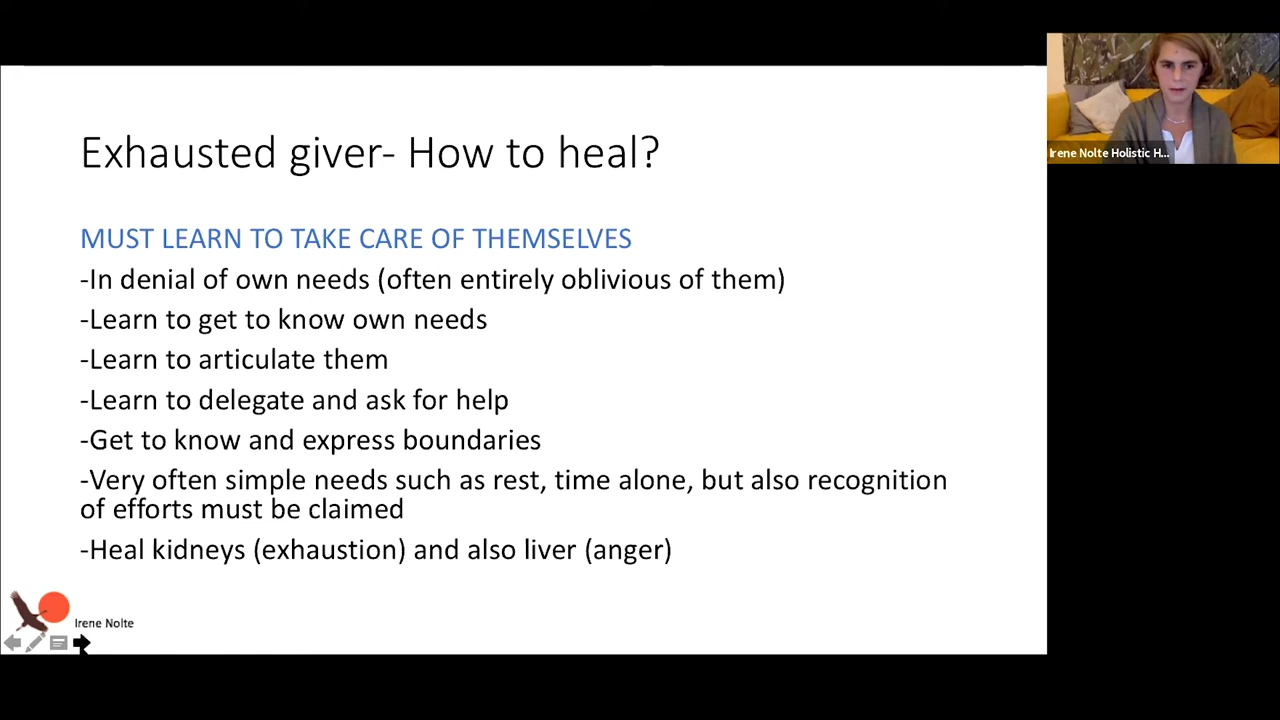 Exhausted giver- How to heal?
MUST LEARN TO TAKE CARE OF THEMSELVES
-In denial of own needs (often entirely oblivious of them)
-Learn to get to know own needs
-Learn to articulate them
-Learn to delegate and ask for help
-Get to know and express boundaries
-Very often simple needs such as rest, time alone, but also recognition
of efforts must be claimed
-Heal kidneys (exhaustion) and also liver (anger)
Irene Nolte
Irene Nolte Holistic H...